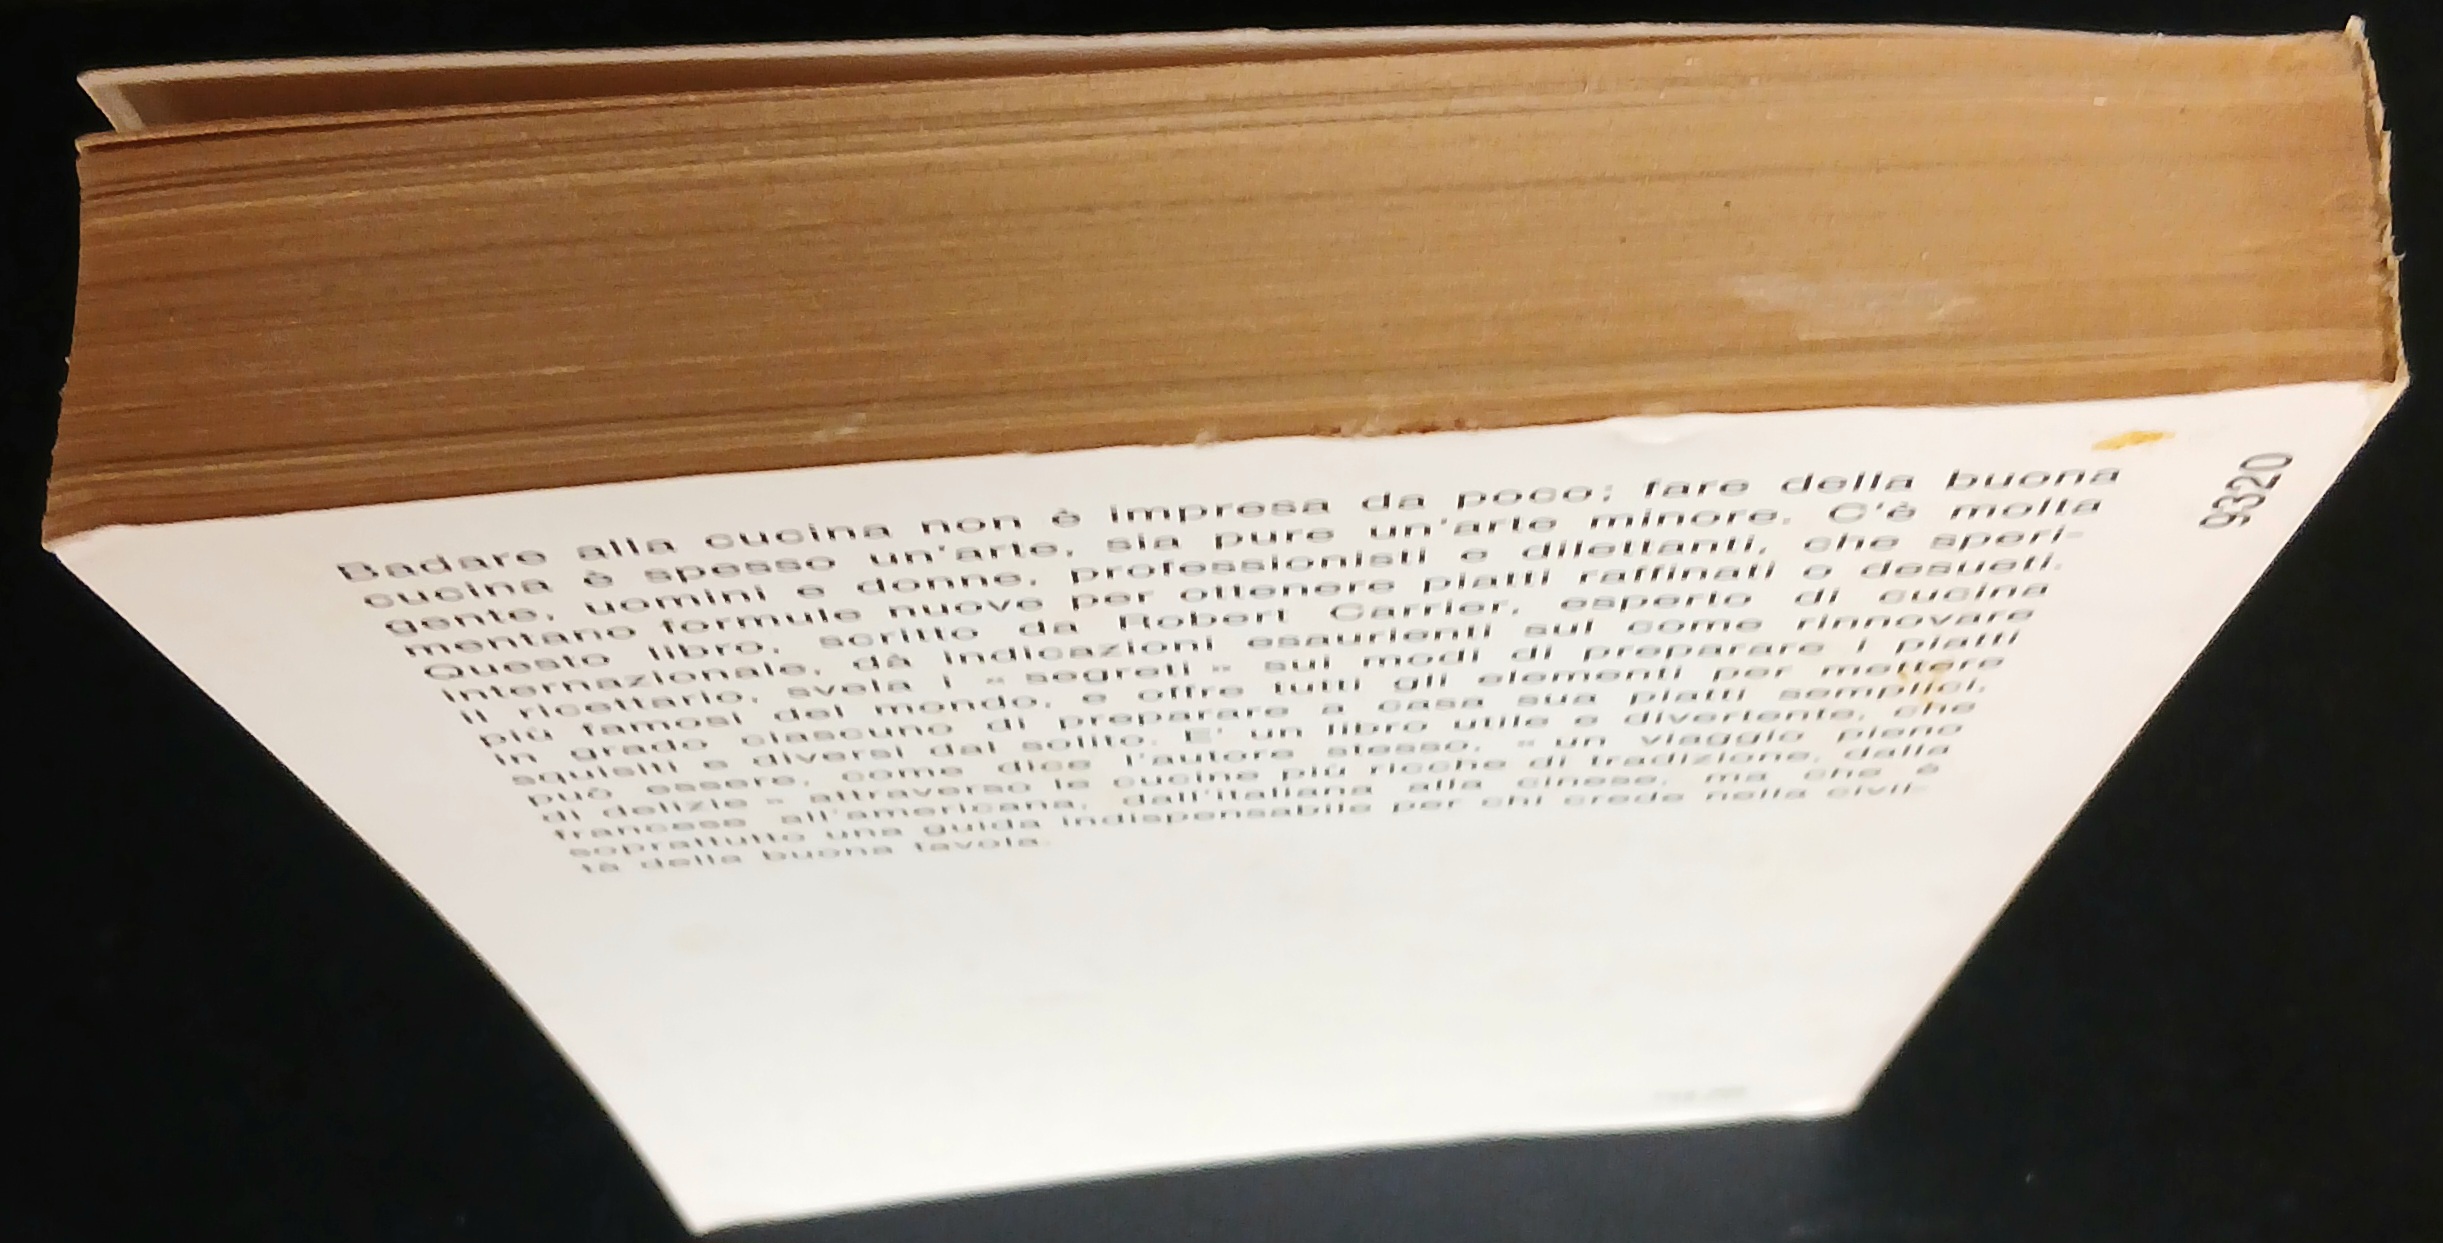 Badare alla cucina non è impresa da poco; fare della buona
cucina è spesso un'arte, sia pure un'arte minore. C'è molta
gente, uomini e donne, professionisti e dilettanti, che speri-
mentano formule nuove per ottenere piatti raffinati o desueti.
Questo libro, scritto da Robert Carrier, esperto di cucina
internazionale, dà indicazioni esaurienti sul come rinnovare
il ricettario, svela i « segreti » sui modi di preparare i piatti
più famosi del mondo, e offre tutti gli elementi per mettere
in grado ciascuno di preparare a casa sua piatti semplici,
squisiti e diversi dal solito. E' un libro utile e divertente, che
può essere, come dice l'autore stesso, « un viaggio pieno
di delizie » attraverso le cucine più ricche di tradizione, dalla
francese all'americana, dall'italiana alla cinese, ma che è
soprattutto una guida indispensabile per chi crede nella civil-
tà della buona tavola.
9320